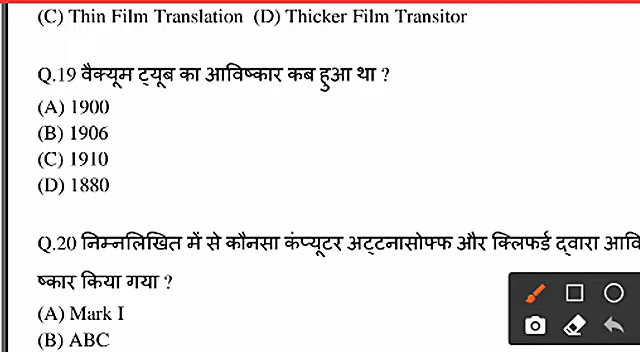 (C) Thin Film Translation (D) Thicker Film Transitor
Q.19 वैक्यूम ट्यूब का आविष्कार कब हुआ था ?
(A) 1900
(B) 1906
(C) 1910
(D) 1880
Q.20 निम्नलिखित में से कौनसा कंप्यूटर अट्टनासोफ्फ और क्लिफर्ड द्वारा आवि
ष्कार किया गया ?
(A) Mark I
(B) ABC